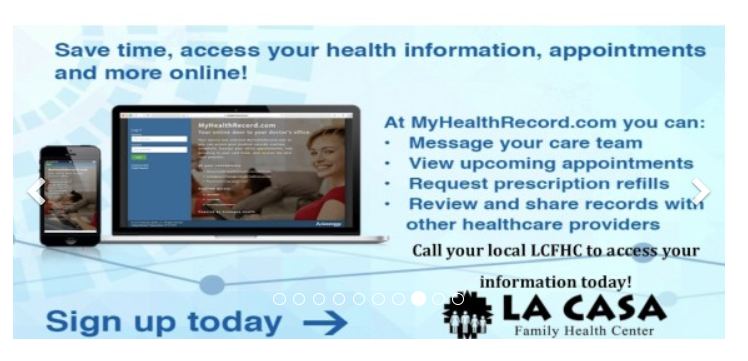 Save time, access your health information, appointments
and more online!
MyHealthRecord.com
Your online door to your doctor's office.
At MyHealthRecord.com you can:
• Message your care team
• View upcoming appointments
• Request prescription refills
• Review and share records with
other healthcare providers
Call your local LCFHC to access your
information today!
Sign up today
LA CASA
Family Health Center